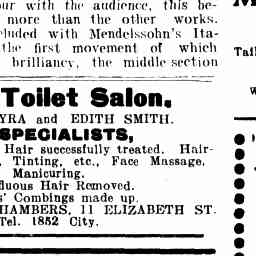 our with the audience, this be-
more than the other works.
cluded with Mendelssohn's Ita-
the first movement of which
brilliancy, the middle section
Toilet Salon,
YRA and EDITH SMITH.
SPECIALISTS,
Hair successfully treated. Hair-
, Tinting, etc., Face Massage,
Manicuring.
fluous Hair Removed.
s' Combings made up.
HAMBERS, 11 ELIZABETH ST.
Tel. 1852 City.
Tail
w